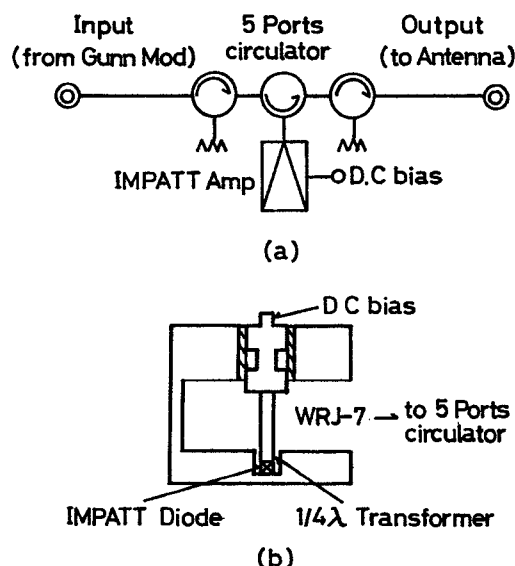 Input
(from Gunn Mod)
5 Ports
circulator
Output
(to Antenna)
IMPATT Amp
D.C bias
(a)
D C bias
WRJ-7 → to 5 Ports
circulator
IMPATT Diode
1/4λ Transformer
(b)